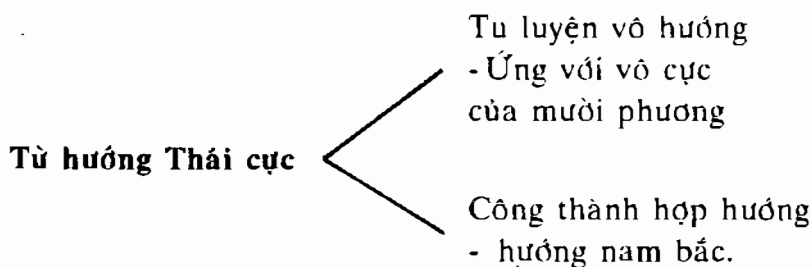 Tu luyện vô hướng
- Ứng với vô cực
của mười phương
Từ hướng Thái cực
Công thành hợp hướng
- hướng nam bắc.